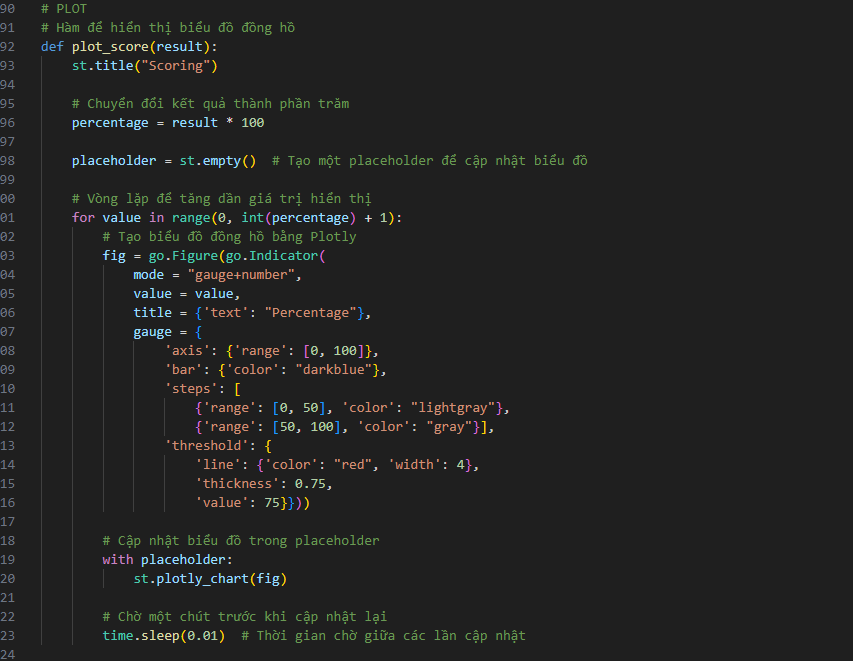 90 # PLOT
91 # Hàm để hiển thị biểu đồ đồng hồ
92 def plot_score(result):
93 st.title("Scoring")
94
95 # Chuyển đổi kết quả thành phần trăm
96 percentage = result * 100
97
98 placeholder = st.empty()  # Tạo một placeholder để cập nhật biểu đồ
99
00 # Vòng lặp để tăng dần giá trị hiển thị
01 for value in range(0, int(percentage) + 1):
02 # Tạo biểu đồ đồng hồ bằng Plotly
03 fig = go.Figure(go.Indicator(
04 mode = "gauge+number",
05 value = value,
06 title = {'text': "Percentage"},
07 gauge = {
08 'axis': {'range': [0, 100]},
09 'bar': {'color': "darkblue"},
10 'steps': [
11 {'range': [0, 50], 'color': "lightgray"},
12 {'range': [50, 100], 'color': "gray"}],
13 'threshold': {
14 'line': {'color': "red", 'width': 4},
15 'thickness': 0.75,
16 'value': 75}}))
17
18 # Cập nhật biểu đồ trong placeholder
19 with placeholder:
20 st.plotly_chart(fig)
21
22 # Chờ một chút trước khi cập nhật lại
23 time.sleep(0.01)  # Thời gian chờ giữa các lần cập nhật
24